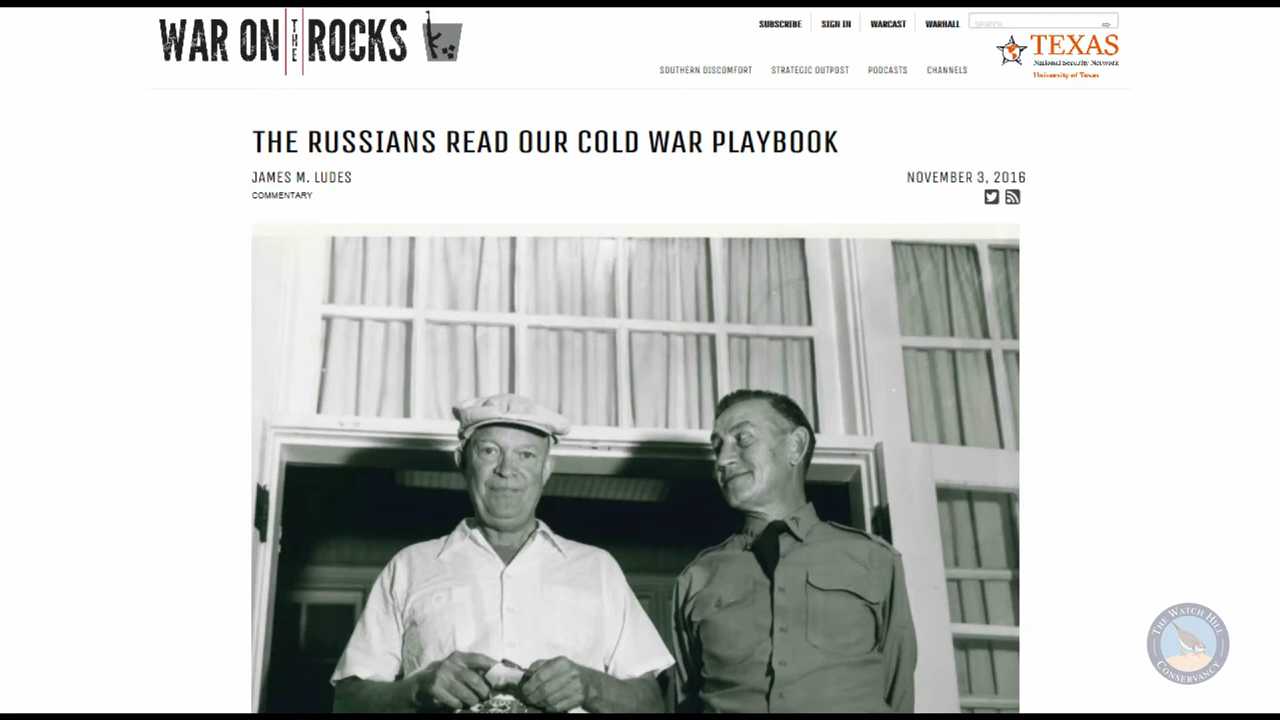 WAR ON THE ROCKS
SUBSCRIBE SIGN IN WARCAST WARHALL SEARCH
TEXAS
National Security Network
University of Texas
SOUTHERN DISCOMFORT STRATEGIC OUTPOST PODCASTS CHANNELS
THE RUSSIANS READ OUR COLD WAR PLAYBOOK
JAMES M. LUDES NOVEMBER 3, 2016
COMMENTARY
THE WATCH HILL
CONSERVANCY